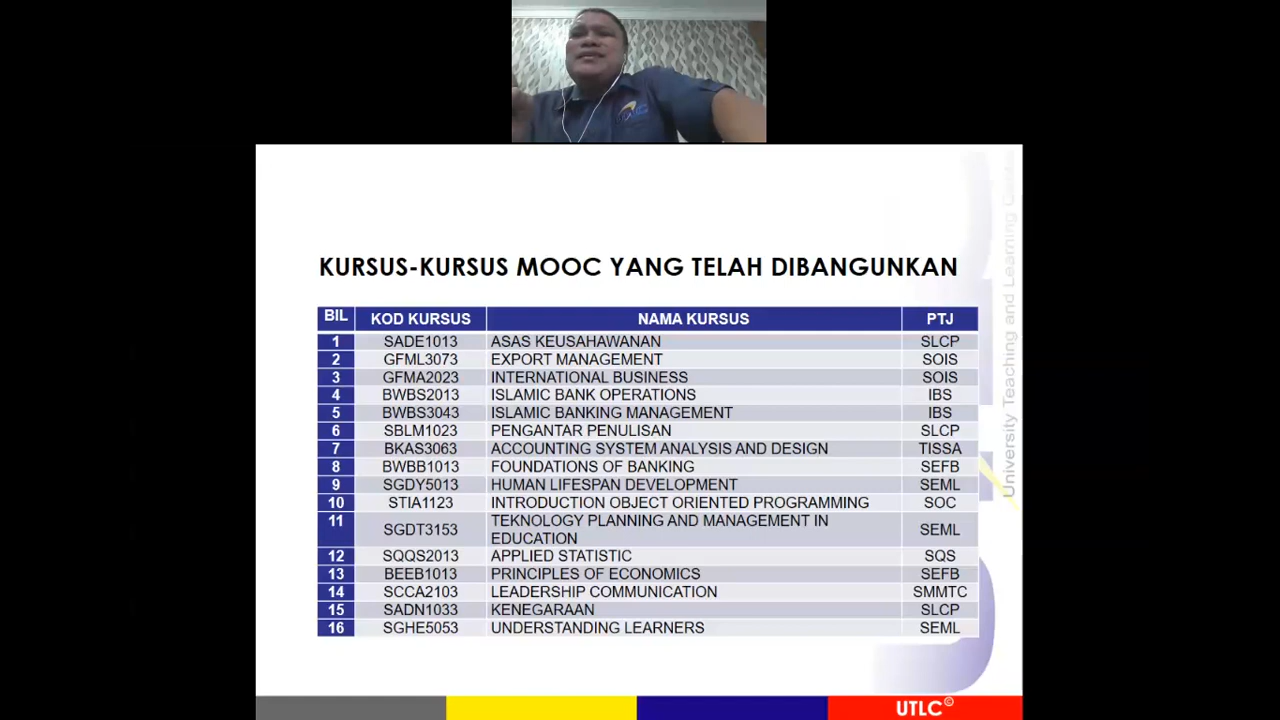 KURSUS-KURSUS MOOC YANG TELAH DIBANGUNKAN
BIL KOD KURSUS NAMA KURSUS PTJ
1 SADE1013 ASAS KEUSAHAWANAN SLCP
2 GFML3073 EXPORT MANAGEMENT SOIS
3 GFMA2023 INTERNATIONAL BUSINESS SOIS
4 BWBS2013 ISLAMIC BANK OPERATIONS IBS
5 BWBS3043 ISLAMIC BANKING MANAGEMENT IBS
6 SBLM1023 PENGANTAR PENULISAN SLCP
7 BKAS3063 ACCOUNTING SYSTEM ANALYSIS AND DESIGN TISSA
8 BWBB1013 FOUNDATIONS OF BANKING SEFB
9 SGDY5013 HUMAN LIFESPAN DEVELOPMENT SEML
10 STIA1123 INTRODUCTION OBJECT ORIENTED PROGRAMMING SOC
11 SGDT3153 TEKNOLOGY PLANNING AND MANAGEMENT IN
EDUCATION SEML
12 SQQS2013 APPLIED STATISTIC SQS
13 BEEB1013 PRINCIPLES OF ECONOMICS SEFB
14 SCCA2103 LEADERSHIP COMMUNICATION SMMTC
15 SADN1033 KENEGARAAN SLCP
16 SGHE5053 UNDERSTANDING LEARNERS SEML
University Teaching and Learning Center
UTLC©